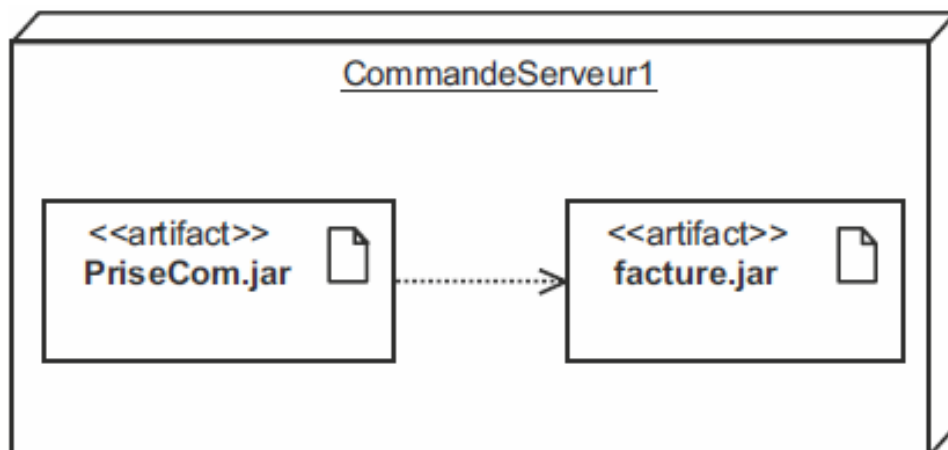 CommandeServeur1
<<artifact>>
PriseCom.jar
<<artifact>>
facture.jar